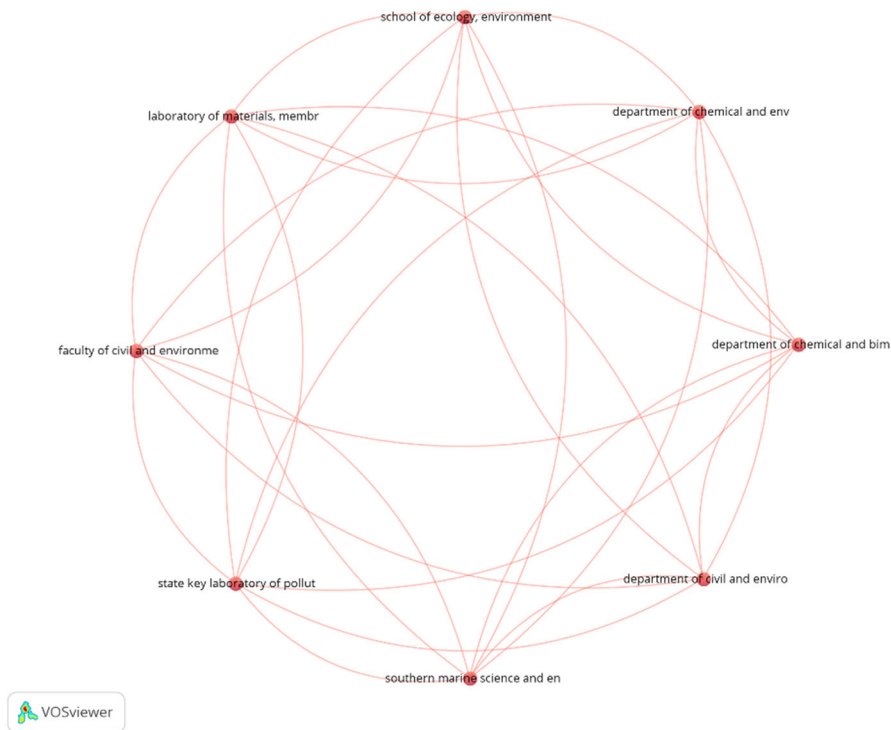 school of ecology, environment
laboratory of materials, membr
department of chemical and env
faculty of civil and environme
department of chemical and bim
state key laboratory of pollut
department of civil and enviro
southern marine science and en
VOSviewer